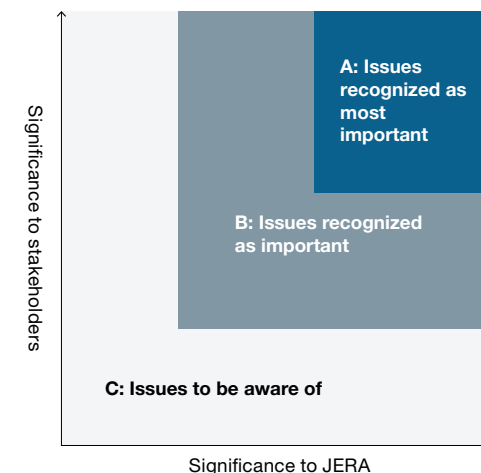 A: Issues
recognized as
most
important
Significance to stakeholders
B: Issues recognized
as important
C: Issues to be aware of
Significance to JERA